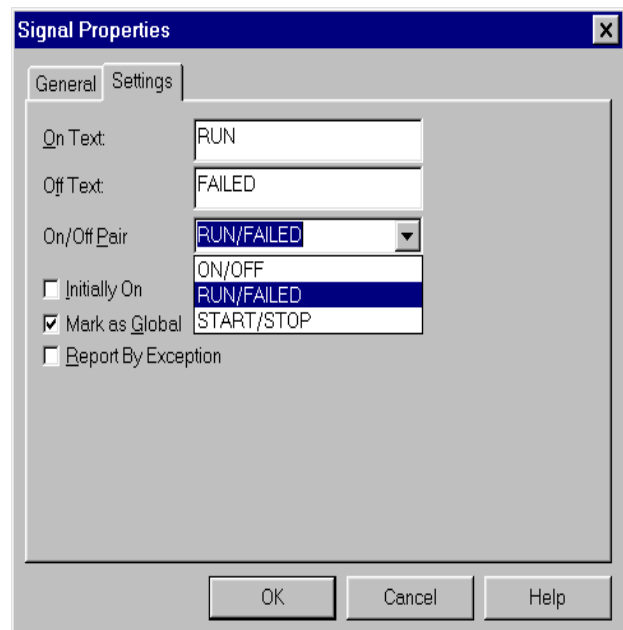 Signal Properties
General Settings
On Text: RUN
Off Text: FAILED
On/Off Pair RUN/FAILED
ON/OFF
Initially On RUN/FAILED
Mark as Global START/STOP
Report By Exception
OK Cancel Help